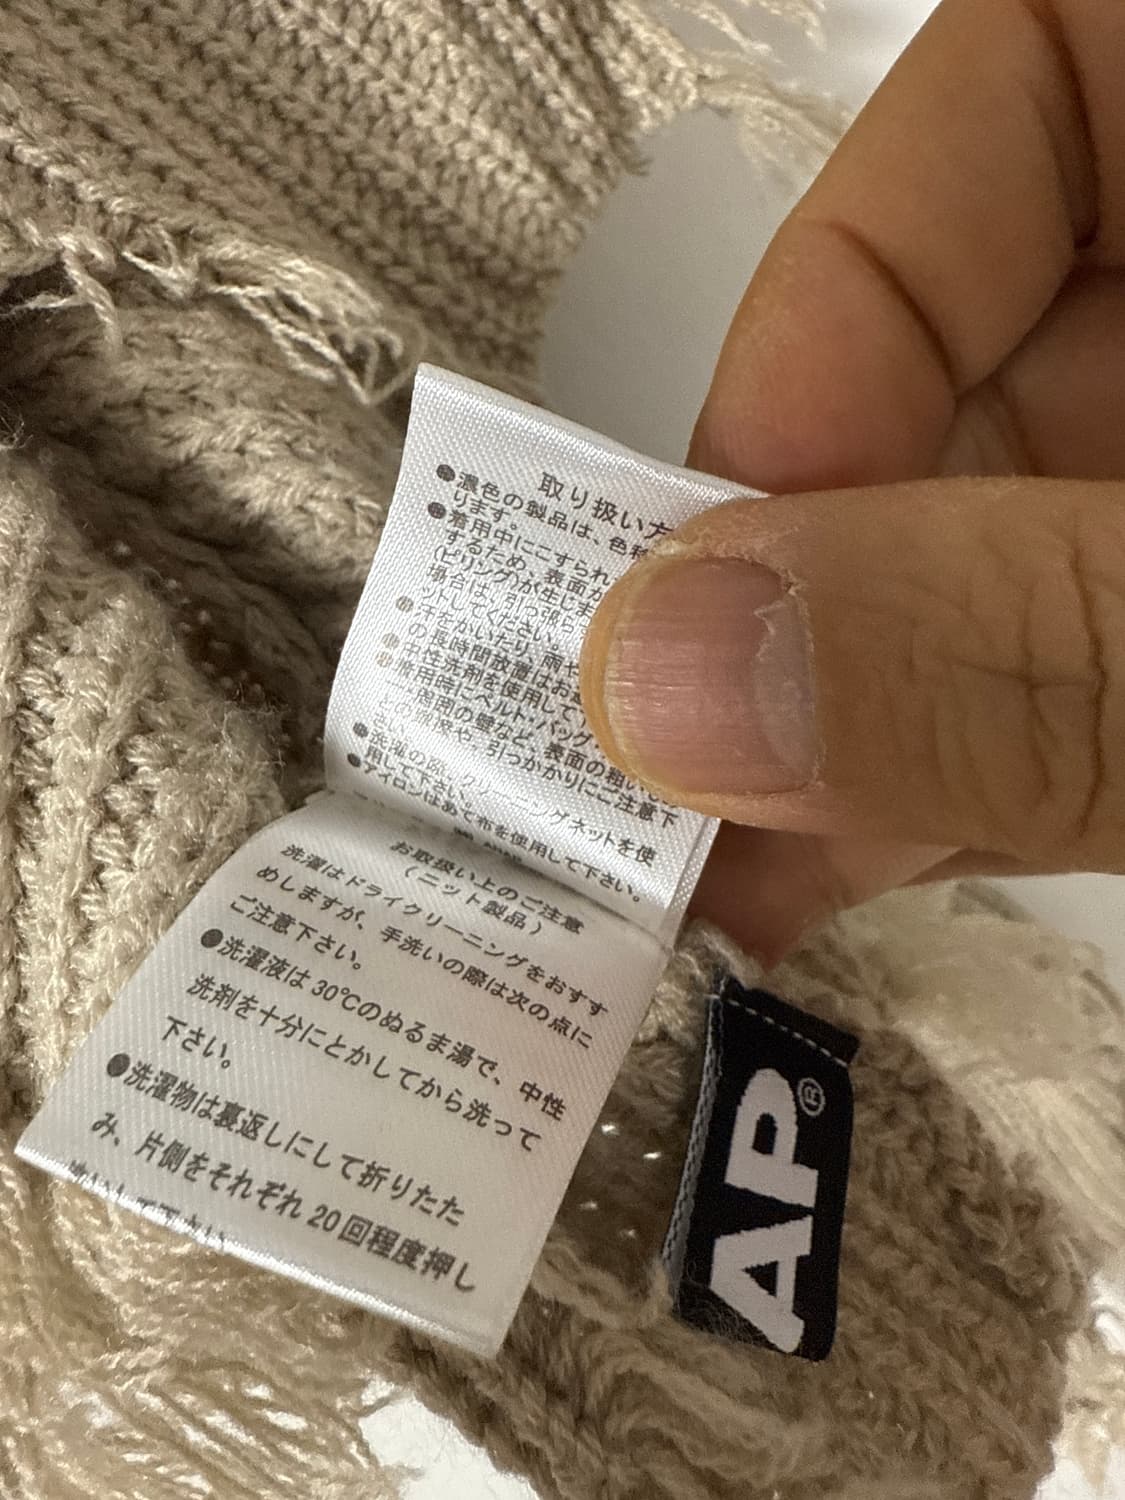 取り扱い方
●濃色の製品は、色移
ります。
●着用中にこすられ
するため、表面が
(ピリング)が生じま
場合は、引っ張ら
ットしてください。
●汗をかいたり、雨や
の長時間放置はお
●中性洗剤を使用して
●着用時にベルト・バッグ
周囲の壁など、表面の粗い
との摩擦や、引っかかりにご注意下
さい。
●洗濯の際、クリーニングネットを使
用して下さい。
●アイロンはあて布を使用して下さい。
お取扱い上のご注意
(ニット製品)
洗濯はドライクリーニングをおすす
めしますが、手洗いの際は次の点に
ご注意下さい。
●洗濯液は30℃のぬるま湯で、中性
洗剤を十分にとかしてから洗って
下さい。
●洗濯物は裏返しにして折りたた
み、片側をそれぞれ20回程度押し
洗いして下さい
AP®